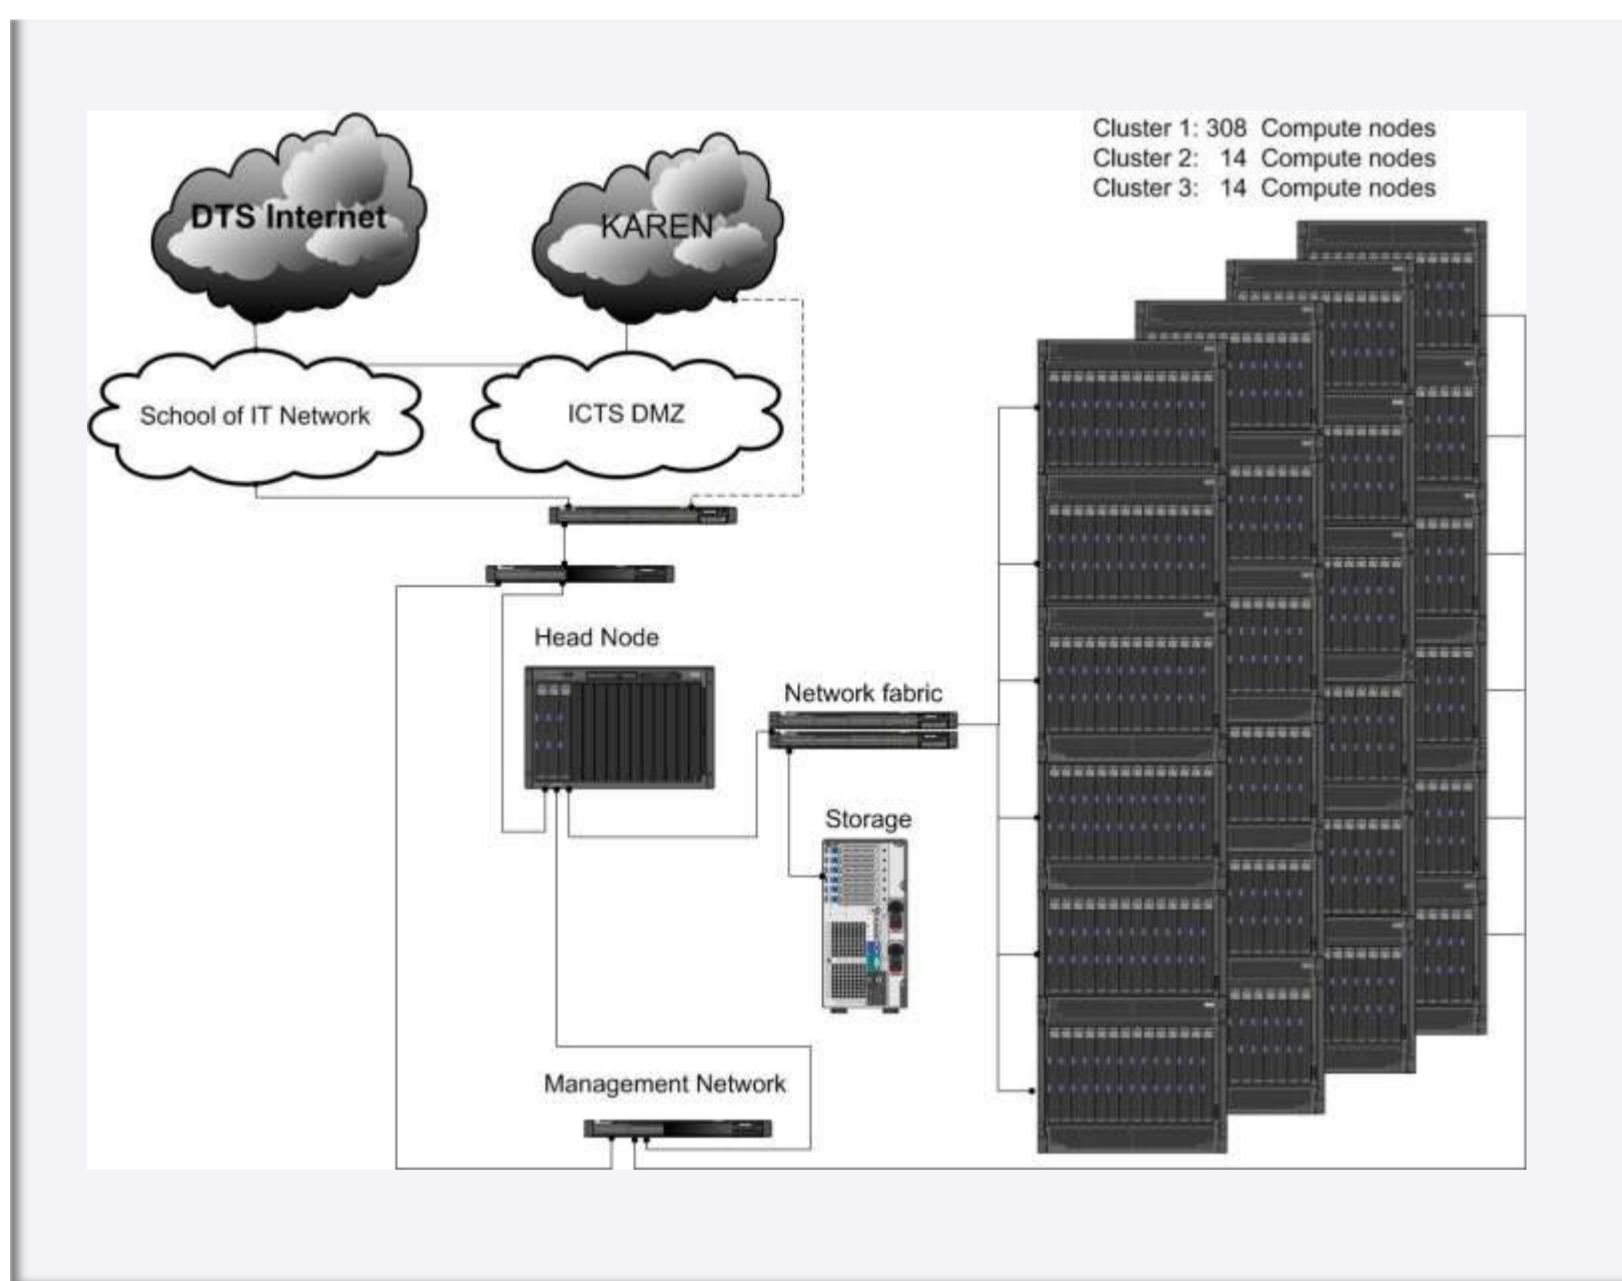 Cluster 1: 308 Compute nodes
Cluster 2: 14 Compute nodes
Cluster 3: 14 Compute nodes
DTS Internet
KAREN
School of IT Network
ICTS DMZ
Head Node
Network fabric
Storage
Management Network